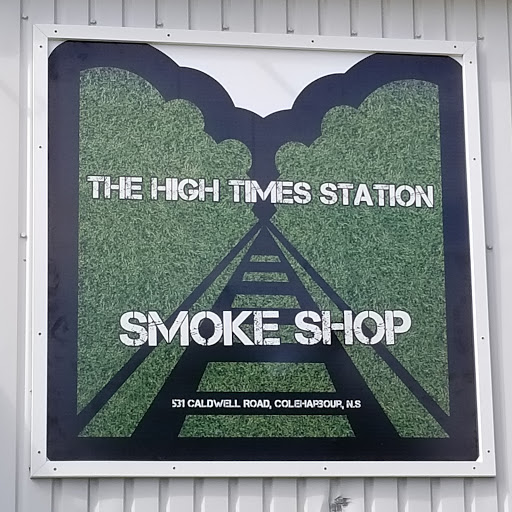 THE HIGH TIMES STATION
SMOKE SHOP
531 CALDWELL ROAD, COLEHARBOUR, N.S